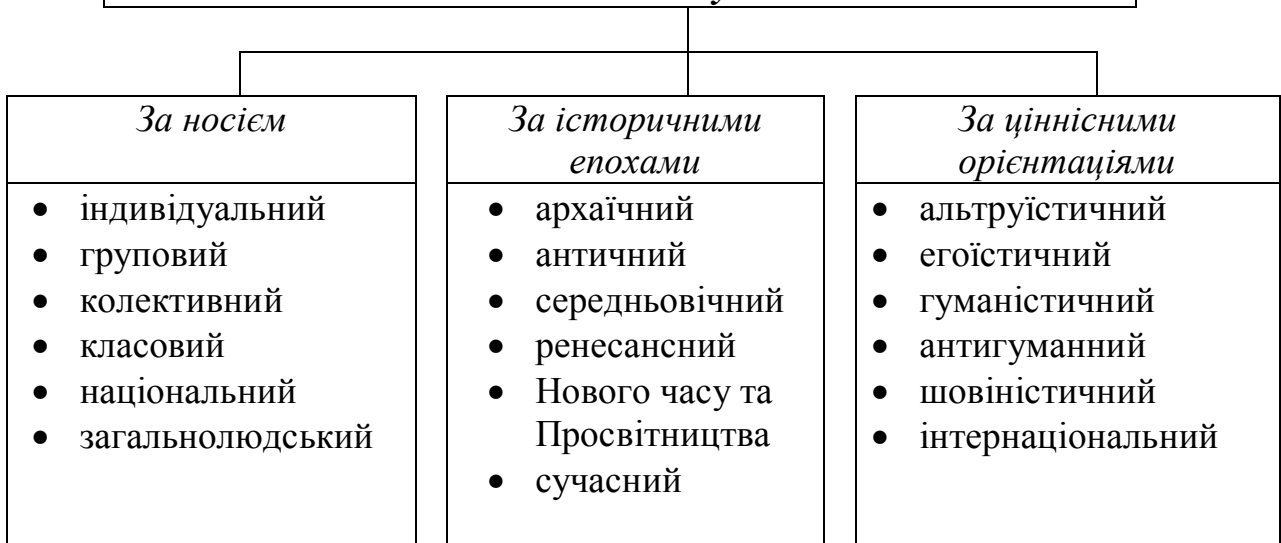 За носієм
• індивідуальний
• груповий
• колективний
• класовий
• національний
• загальнолюдський
За історичними
епохами
• архаїчний
• античний
• середньовічний
• ренесансний
• Нового часу та
Просвітництва
• сучасний
За ціннісними
орієнтаціями
• альтруїстичний
• егоїстичний
• гуманістичний
• антигуманний
• шовіністичний
• інтернаціональний